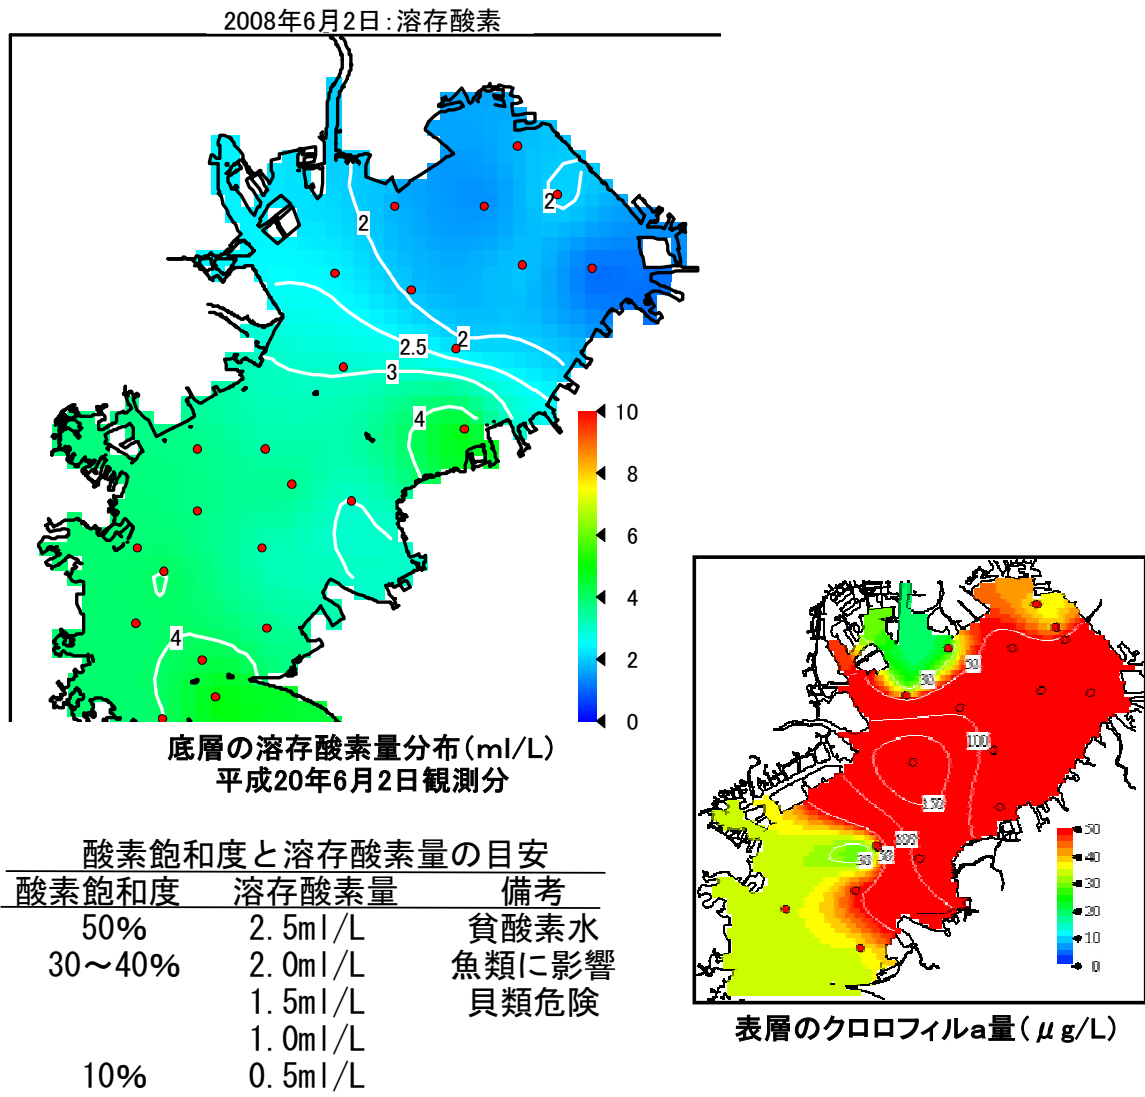 2008年6月2日:溶存酸素
2
2
2
2.5
3
4
4
10
8
6
4
2
0
底層の溶存酸素量分布(ml/L)
平成20年6月2日観測分
酸素飽和度と溶存酸素量の目安
酸素飽和度 溶存酸素量 備考
50% 2.5ml/L 貧酸素水
30～40% 2.0ml/L 魚類に影響
1.5ml/L 貝類危険
1.0ml/L
10% 0.5ml/L
50
30
100
150
30
50
40
30
20
10
0
表層のクロロフィルa量(μg/L)